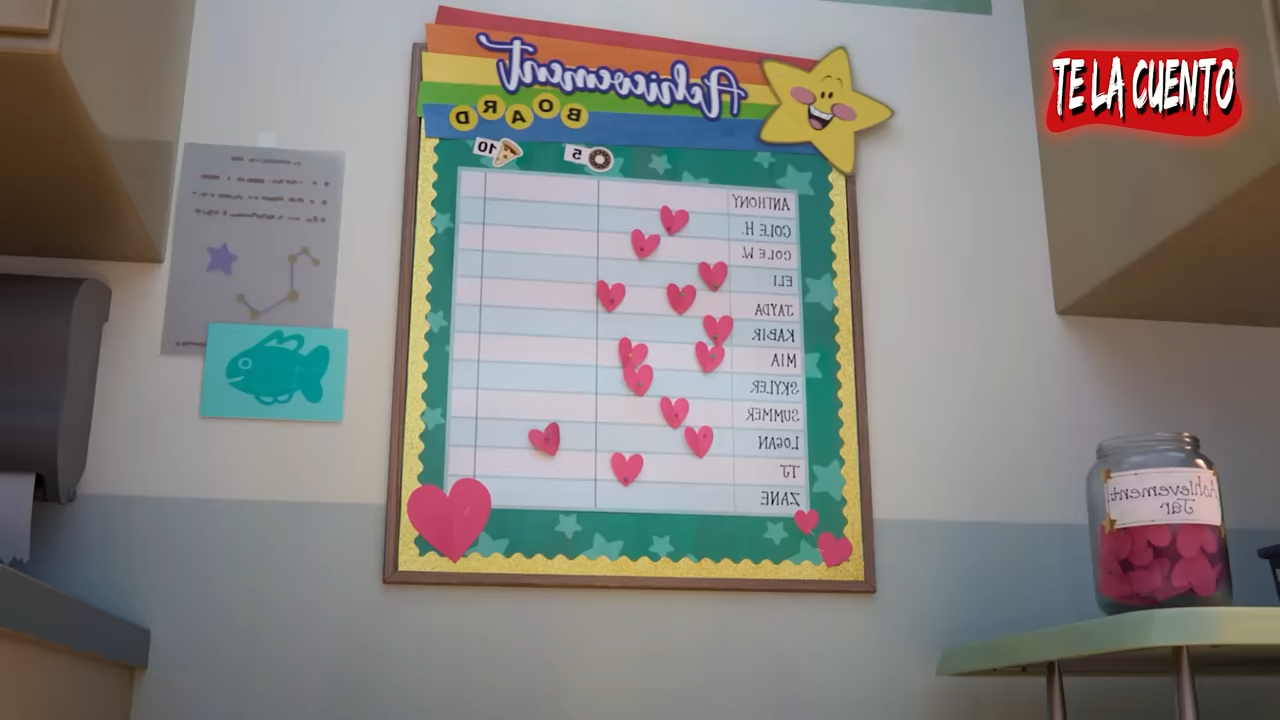 TE LA CUENTO
Achievement
BOARD
5
10
ANTHONY
COLE H.
COLE W.
ELI
JAYDA
KABIR
MIA
SKYLER
SUMMER
LOGAN
TJ
ZANE
Achievement
Jar